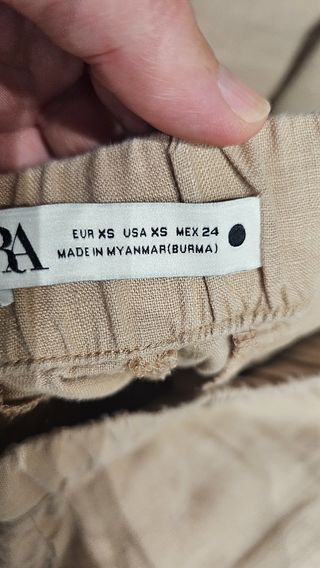 RA
EUR XS USA XS MEX 24
MADE IN MYANMAR(BURMA)